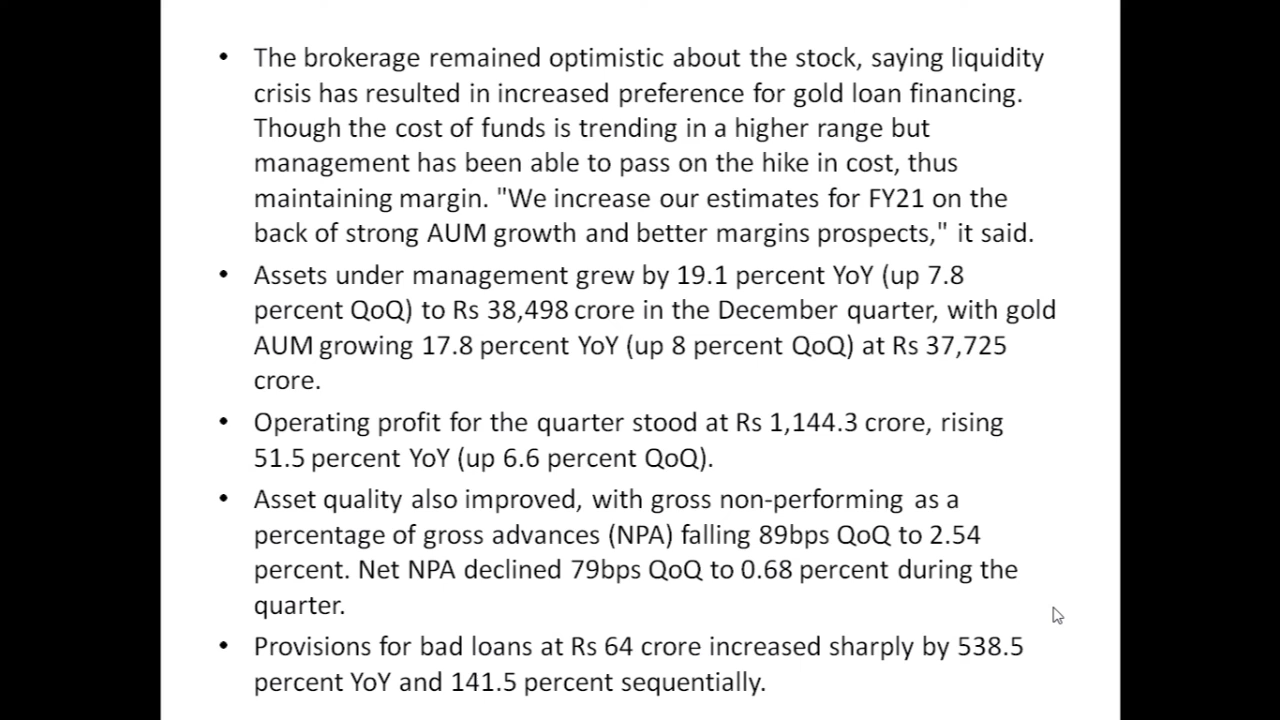 • The brokerage remained optimistic about the stock, saying liquidity
crisis has resulted in increased preference for gold loan financing.
Though the cost of funds is trending in a higher range but
management has been able to pass on the hike in cost, thus
maintaining margin. "We increase our estimates for FY21 on the
back of strong AUM growth and better margins prospects," it said.
• Assets under management grew by 19.1 percent YoY (up 7.8
percent QoQ) to Rs 38,498 crore in the December quarter, with gold
AUM growing 17.8 percent YoY (up 8 percent QoQ) at Rs 37,725
crore.
• Operating profit for the quarter stood at Rs 1,144.3 crore, rising
51.5 percent YoY (up 6.6 percent QoQ).
• Asset quality also improved, with gross non-performing as a
percentage of gross advances (NPA) falling 89bps QoQ to 2.54
percent. Net NPA declined 79bps QoQ to 0.68 percent during the
quarter.
• Provisions for bad loans at Rs 64 crore increased sharply by 538.5
percent YoY and 141.5 percent sequentially.